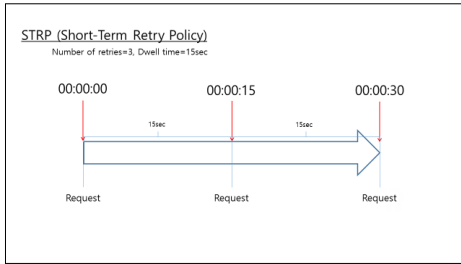 STRP (Short-Term Retry Policy)
Number of retries=3, Dwell time=15sec
00:00:00
00:00:15
00:00:30
15sec
15sec
Request
Request
Request